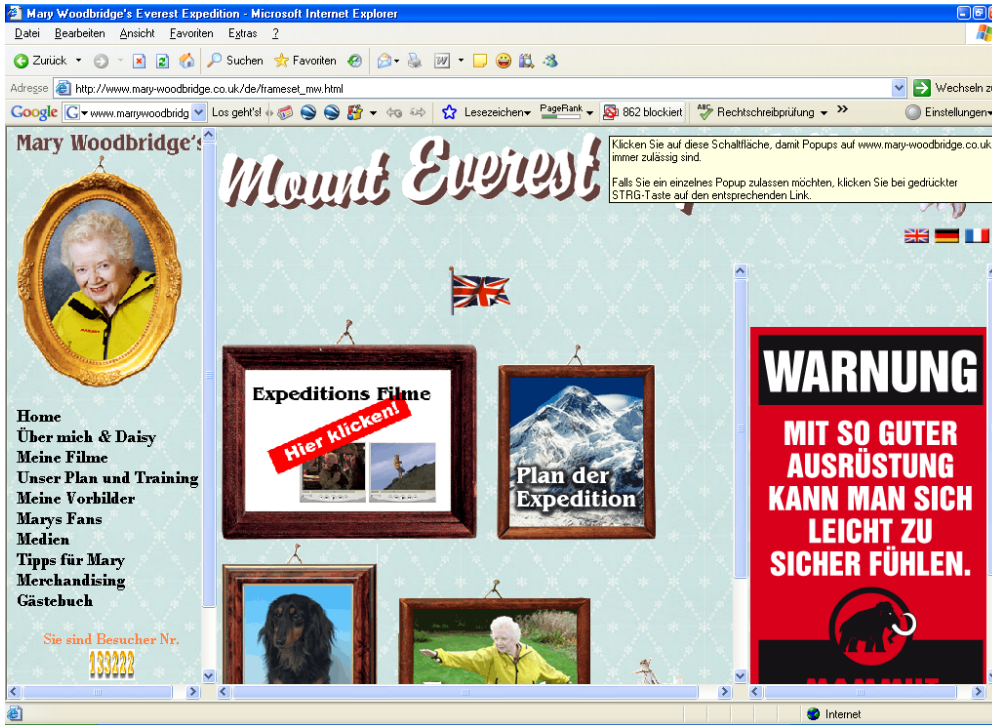 Mary Woodbridge's Everest Expedition - Microsoft Internet Explorer
Datei Bearbeiten Ansicht Favoriten Extras ?
Zurück Suchen Favoriten
Adresse http://www.mary-woodbridge.co.uk/de/frameset_mw.html Wechseln zu
Google G www.marrywoodbridg Los geht's! Lesezeichen PageRank 862 blockiert ABC Rechtschreibprüfung » Einstellungen
Klicken Sie auf diese Schaltfläche, damit Popups auf www.mary-woodbridge.co.uk
immer zulässig sind.
Falls Sie ein einzelnes Popup zulassen möchten, klicken Sie bei gedrückter
STRG-Taste auf den entsprechenden Link.
Mary Woodbridge's
Mount Everest
Home
Über mich & Daisy
Meine Filme
Unser Plan und Training
Meine Vorbilder
Marys Fans
Medien
Tipps für Mary
Merchandising
Gästebuch
Sie sind Besucher Nr.
133222
Expeditions Filme
Hier klicken!
Plan der
Expedition
WARNUNG
MIT SO GUTER
AUSRÜSTUNG
KANN MAN SICH
LEICHT ZU
SICHER FÜHLEN.
MAMMUT
Internet